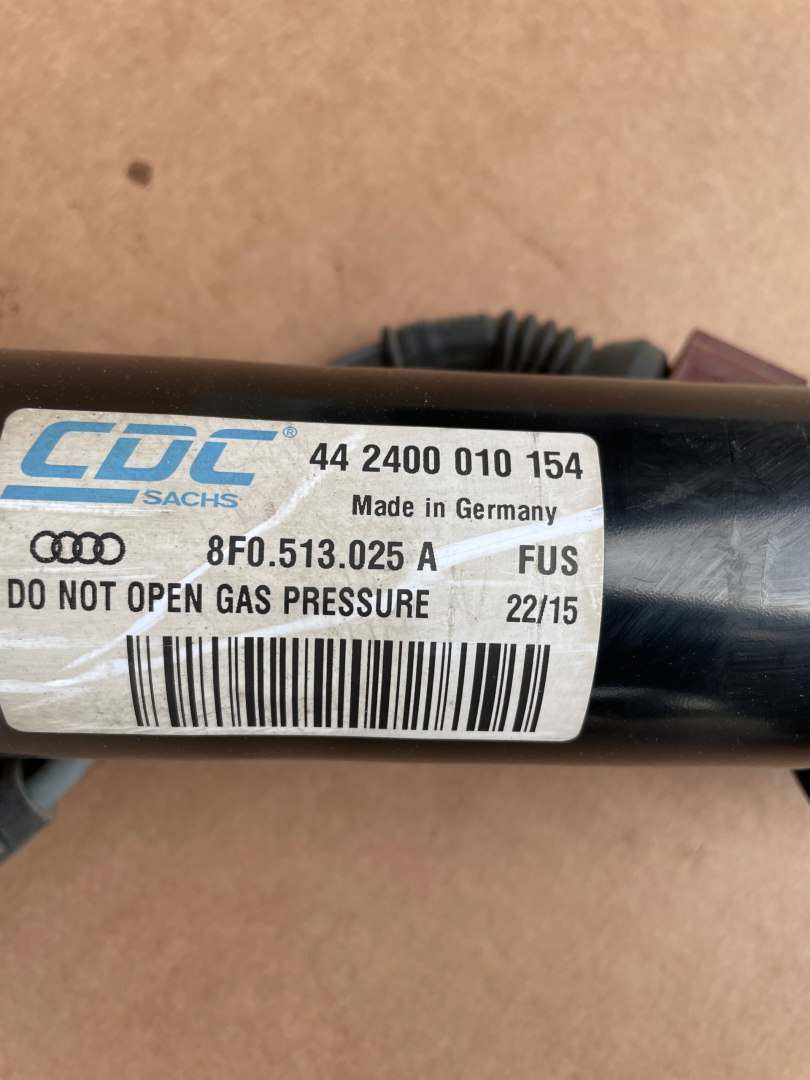 CDC® 44 2400 010 154
SACHS Made in Germany
8F0.513.025 A FUS
DO NOT OPEN GAS PRESSURE 22/15